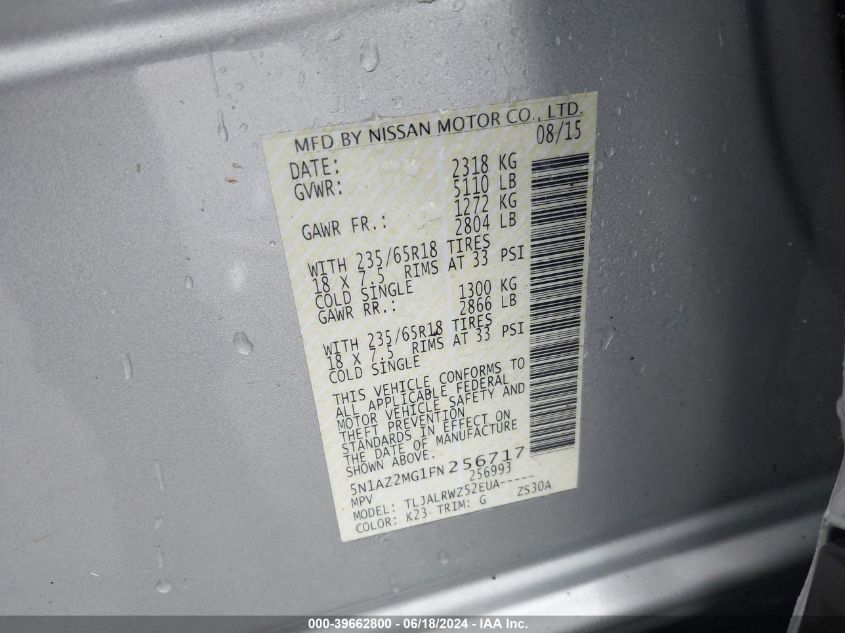 MFD BY NISSAN MOTOR CO., LTD.
DATE: 08/15
GVWR: 2318 KG
5110 LB
GAWR FR.: 1272 KG
2804 LB
WITH 235/65R18 TIRES
18 X 7.5 RIMS AT 33 PSI
COLD SINGLE
GAWR RR.: 1300 KG
2866 LB
WITH 235/65R18 TIRES
18 X 7.5 RIMS AT 33 PSI
COLD SINGLE
THIS VEHICLE CONFORMS TO
ALL APPLICABLE FEDERAL
MOTOR VEHICLE SAFETY AND
THEFT PREVENTION
STANDARDS IN EFFECT ON
THE DATE OF MANUFACTURE
SHOWN ABOVE.
5N1AZ2MG1FN256717
MPV 256993
MODEL: TLJALRWZ52EUA-----
COLOR: K23 TRIM: G ZS30A
000-39662800 - 06/18/2024 - IAA Inc.